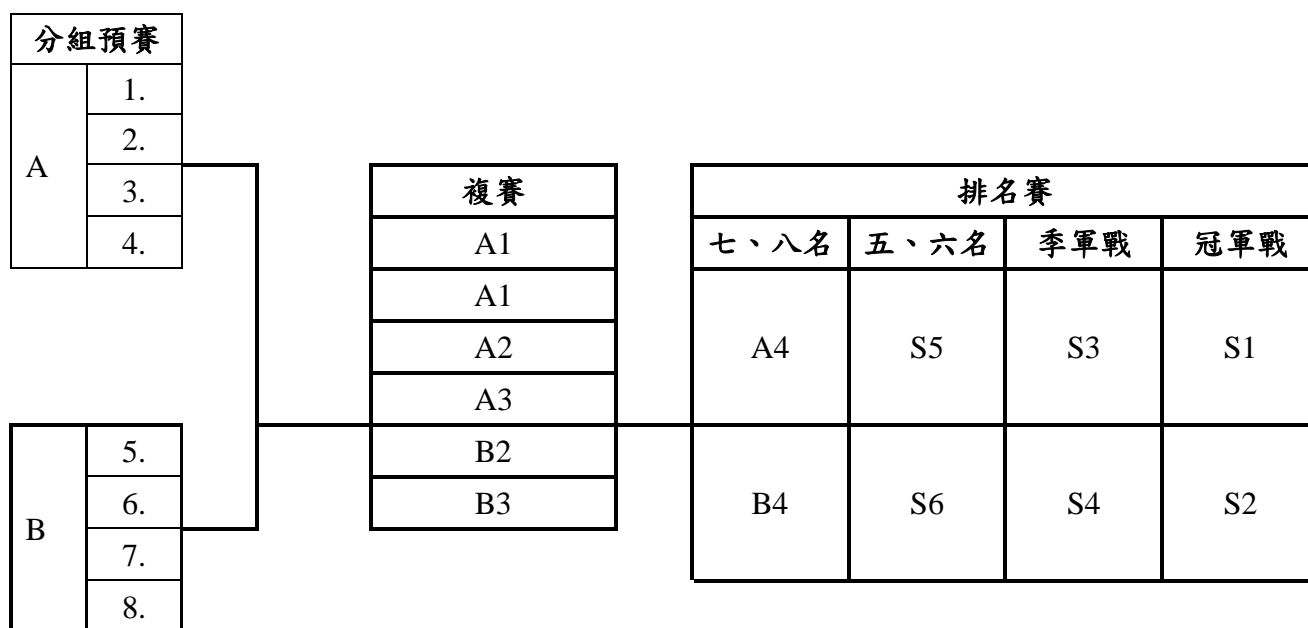 分組預賽
A
1.
2.
3.
4.
B
5.
6.
7.
8.
複賽
A1
A1
A2
A3
B2
B3
排名賽
七、八名 五、六名 季軍戰 冠軍戰
A4 S5 S3 S1
B4 S6 S4 S2